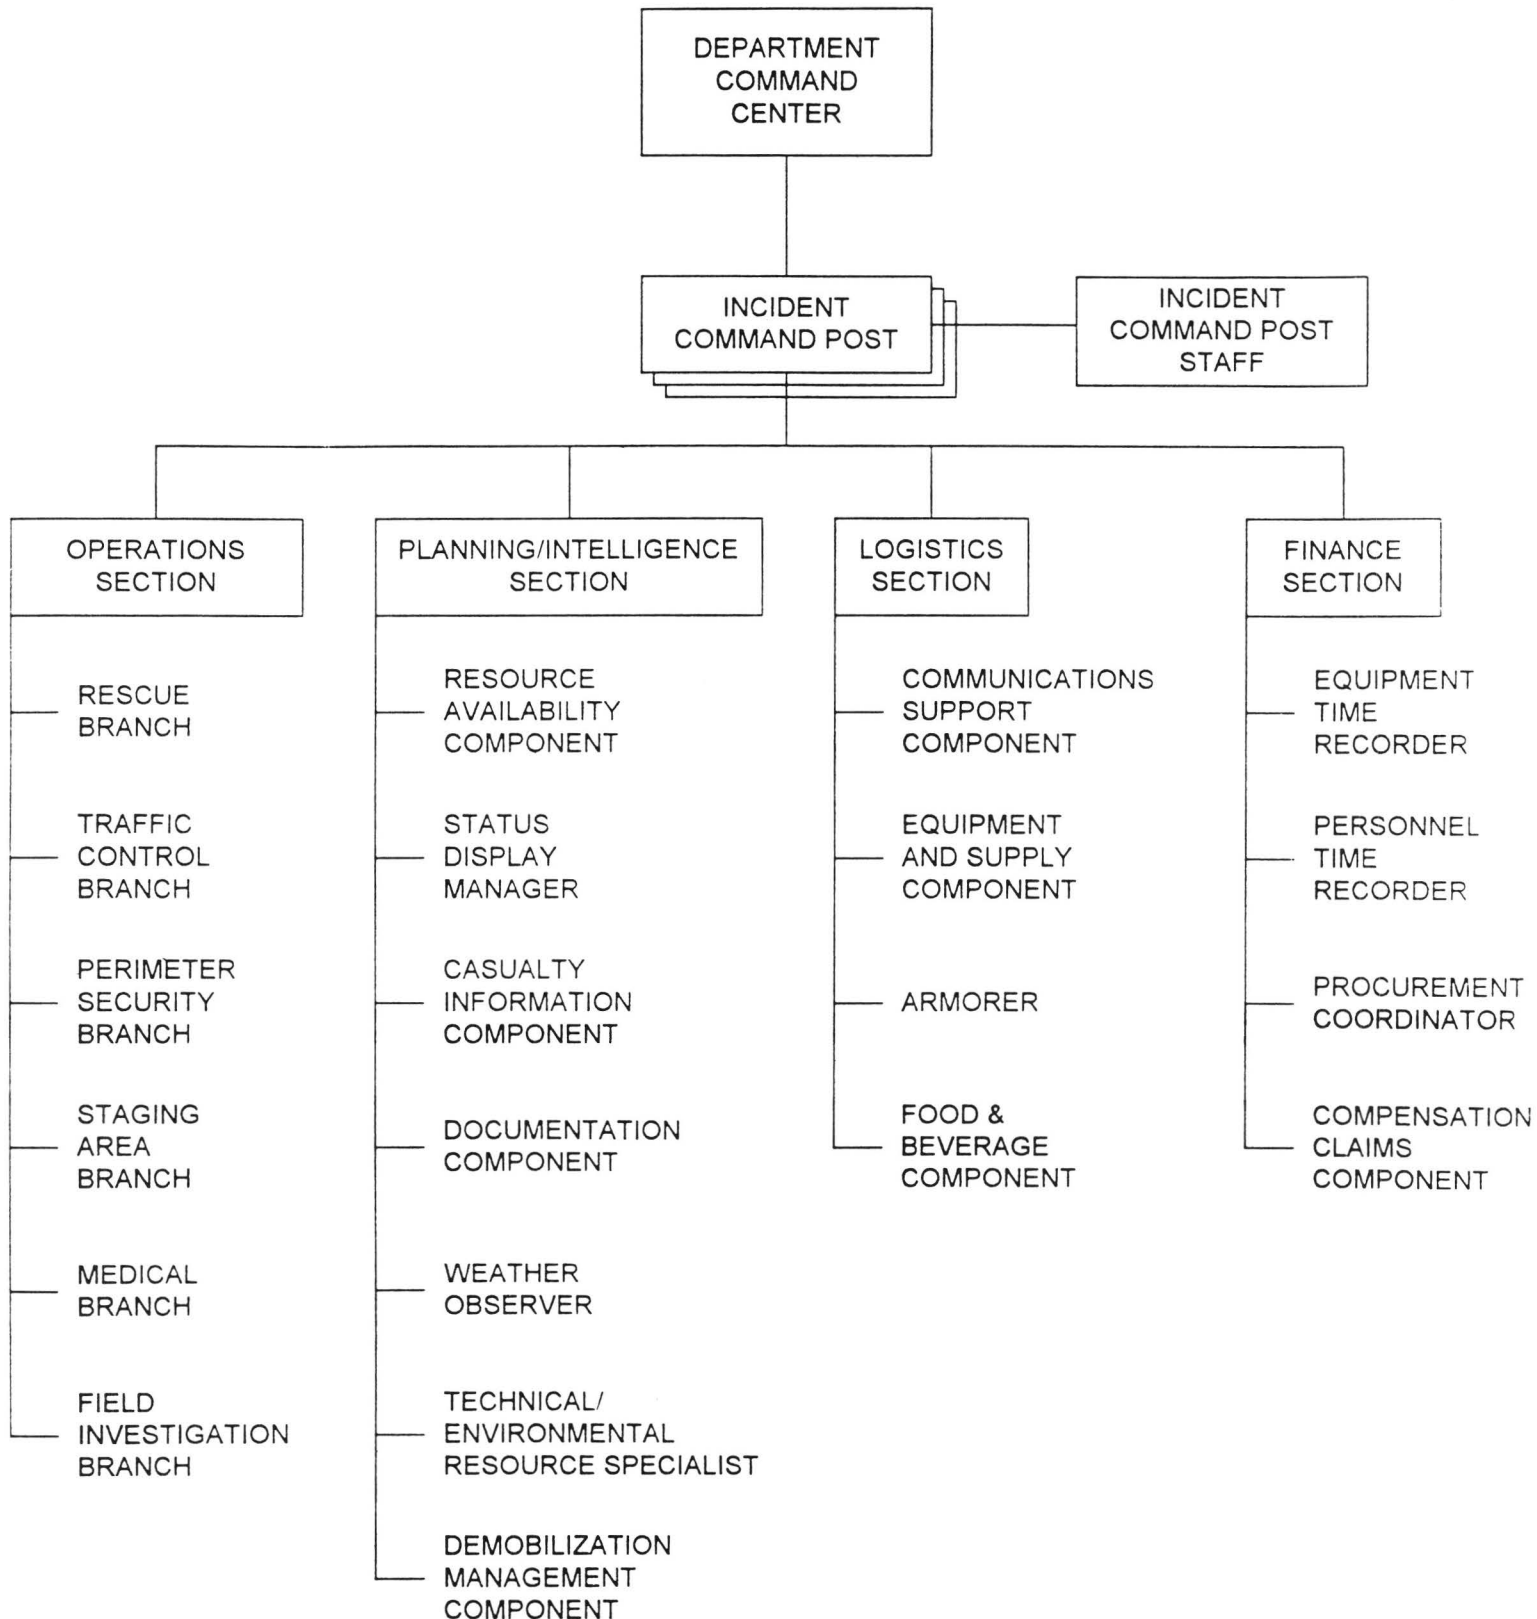 DEPARTMENT
COMMAND
CENTER
INCIDENT
COMMAND POST
INCIDENT
COMMAND POST
STAFF
OPERATIONS
SECTION
RESCUE
BRANCH
TRAFFIC
CONTROL
BRANCH
PERIMETER
SECURITY
BRANCH
STAGING
AREA
BRANCH
MEDICAL
BRANCH
FIELD
INVESTIGATION
BRANCH
PLANNING/INTELLIGENCE
SECTION
RESOURCE
AVAILABILITY
COMPONENT
STATUS
DISPLAY
MANAGER
CASUALTY
INFORMATION
COMPONENT
DOCUMENTATION
COMPONENT
WEATHER
OBSERVER
TECHNICAL/
ENVIRONMENTAL
RESOURCE SPECIALIST
DEMOBILIZATION
MANAGEMENT
COMPONENT
LOGISTICS
SECTION
COMMUNICATIONS
SUPPORT
COMPONENT
EQUIPMENT
AND SUPPLY
COMPONENT
ARMORER
FOOD &
BEVERAGE
COMPONENT
FINANCE
SECTION
EQUIPMENT
TIME
RECORDER
PERSONNEL
TIME
RECORDER
PROCUREMENT
COORDINATOR
COMPENSATION
CLAIMS
COMPONENT